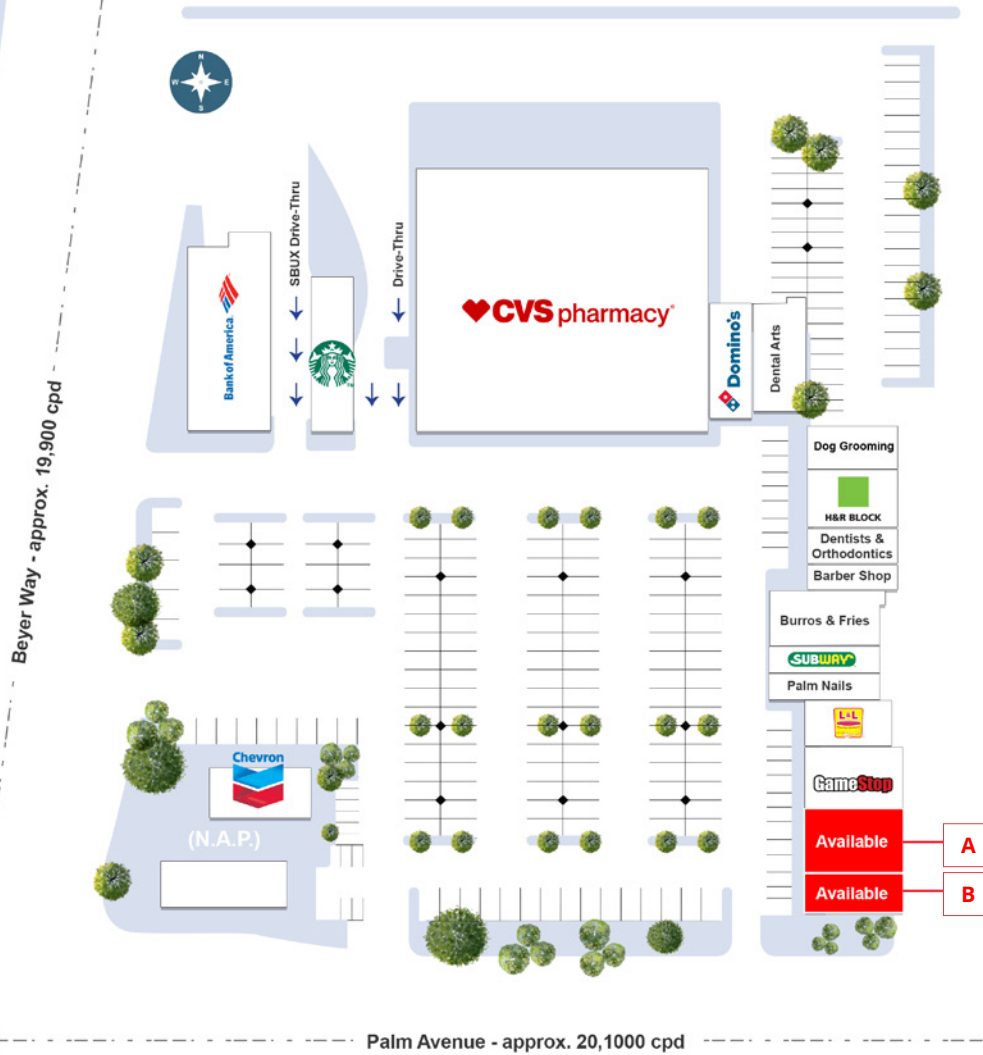 N
W E
S
SBUX Drive-Thru
Drive-Thru
Bank of America
CVS pharmacy
Domino's
Dental Arts
Beyer Way - approx. 19,900 cpd
Dog Grooming
H&R BLOCK
Dentists &
Orthodontics
Barber Shop
Burros & Fries
SUBWAY
Palm Nails
L&L
GameStop
Chevron
(N.A.P.)
Available
A
Available
B
Palm Avenue - approx. 20,1000 cpd